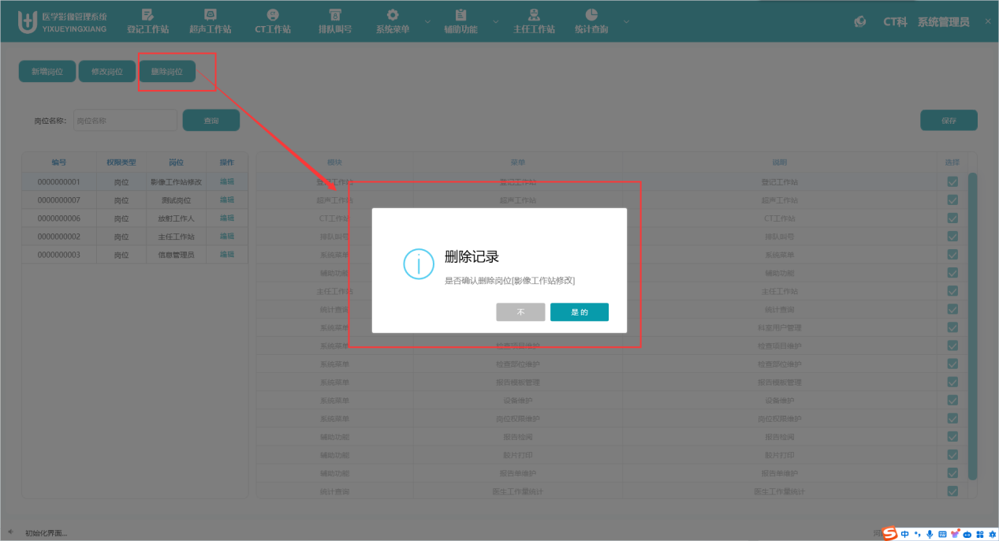 医学影像管理系统
YIXUEYINGXIANG
登记工作站
超声工作站
CT工作站
排队叫号
系统菜单
辅助功能
主任工作站
统计查询
CT科 系统管理员
新增岗位 修改岗位 删除岗位
岗位名称: 岗位名称 查询 保存
编号 权限类型 岗位 操作 模块 菜单 说明 选择
0000000001 岗位 影像工作站修改 编辑 登记工作站 登记工作站 登记工作站
0000000007 岗位 测试岗位 编辑 超声工作站 超声工作站 超声工作站
0000000006 岗位 放射工作人 编辑 CT工作站 CT工作站
0000000002 岗位 主任工作站 编辑 排队叫号 排队叫号
0000000003 岗位 信息管理员 编辑 系统菜单 系统菜单
辅助功能 辅助功能
主任工作站 主任工作站
统计查询 统计查询
系统菜单 科室用户管理
系统菜单 检查项目维护 检查项目维护
系统菜单 检查部位维护 检查部位维护
系统菜单 报告模板管理 报告模板管理
系统菜单 设备维护 设备维护
系统菜单 岗位权限维护 岗位权限维护
辅助功能 报告检阅 报告检阅
辅助功能 胶片打印 胶片打印
辅助功能 报告单维护 报告单维护
统计查询 医生工作量统计 医生工作量统计
删除记录
是否确认删除岗位[影像工作站修改]
不 是的
初始化界面...
中